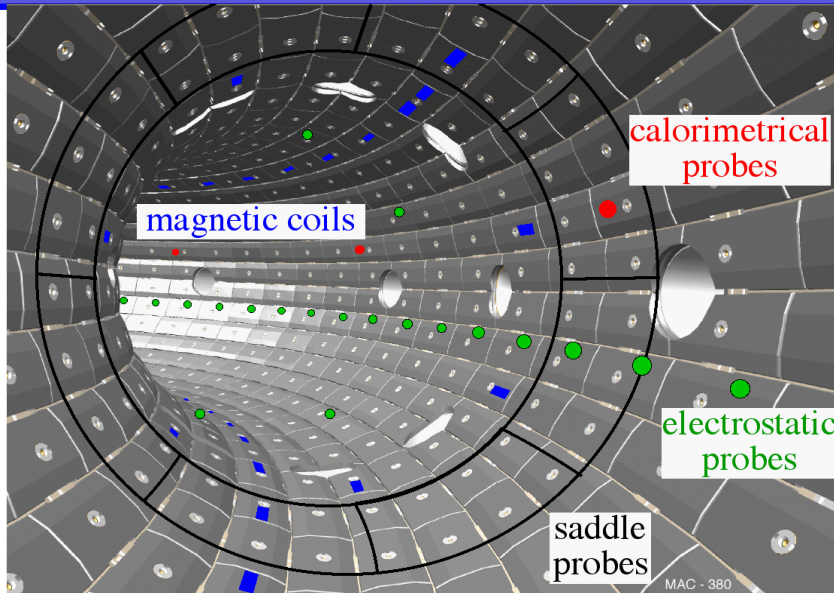 calorimetrical
probes
magnetic coils
electrostatic
probes
saddle
probes
MAC - 380